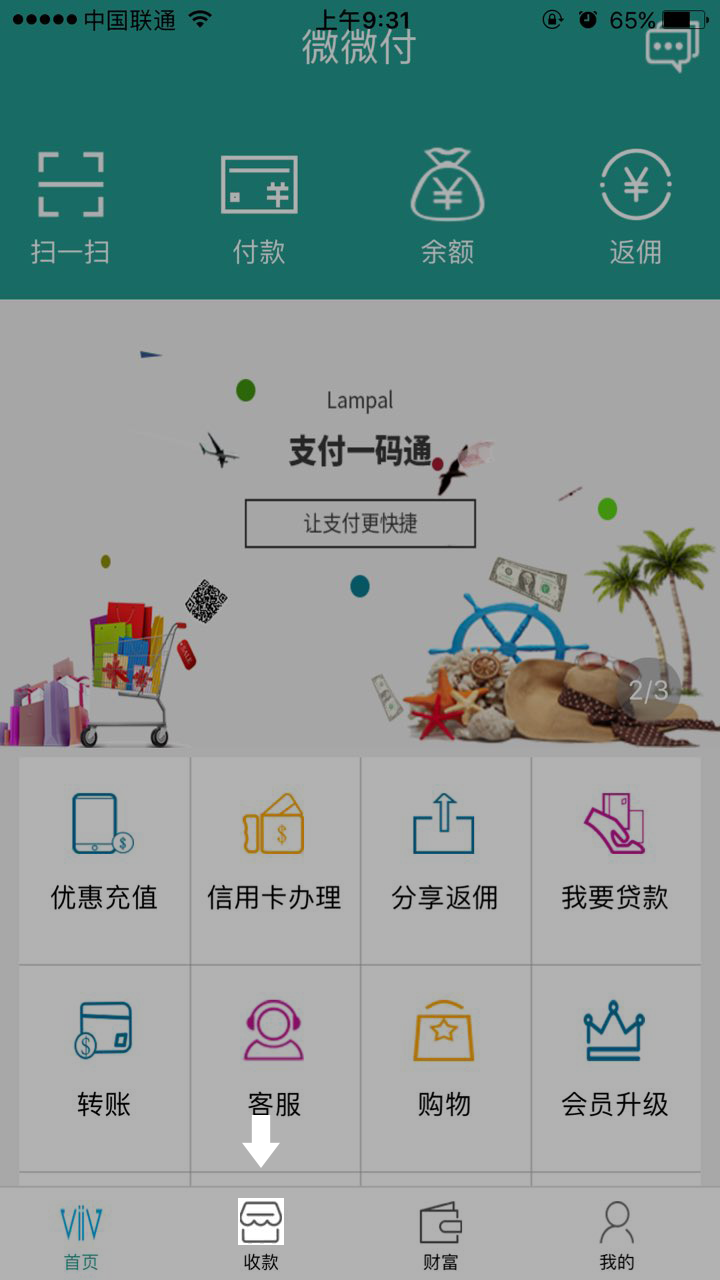 中国联通 上午9:31 65%
微微付
扫一扫 付款 余额 返佣
Lampal
支付一码通
让支付更快捷
SALE
2/3
优惠充值 信用卡办理 分享返佣 我要贷款
转账 客服 购物 会员升级
VIIV
首页 收款 财富 我的